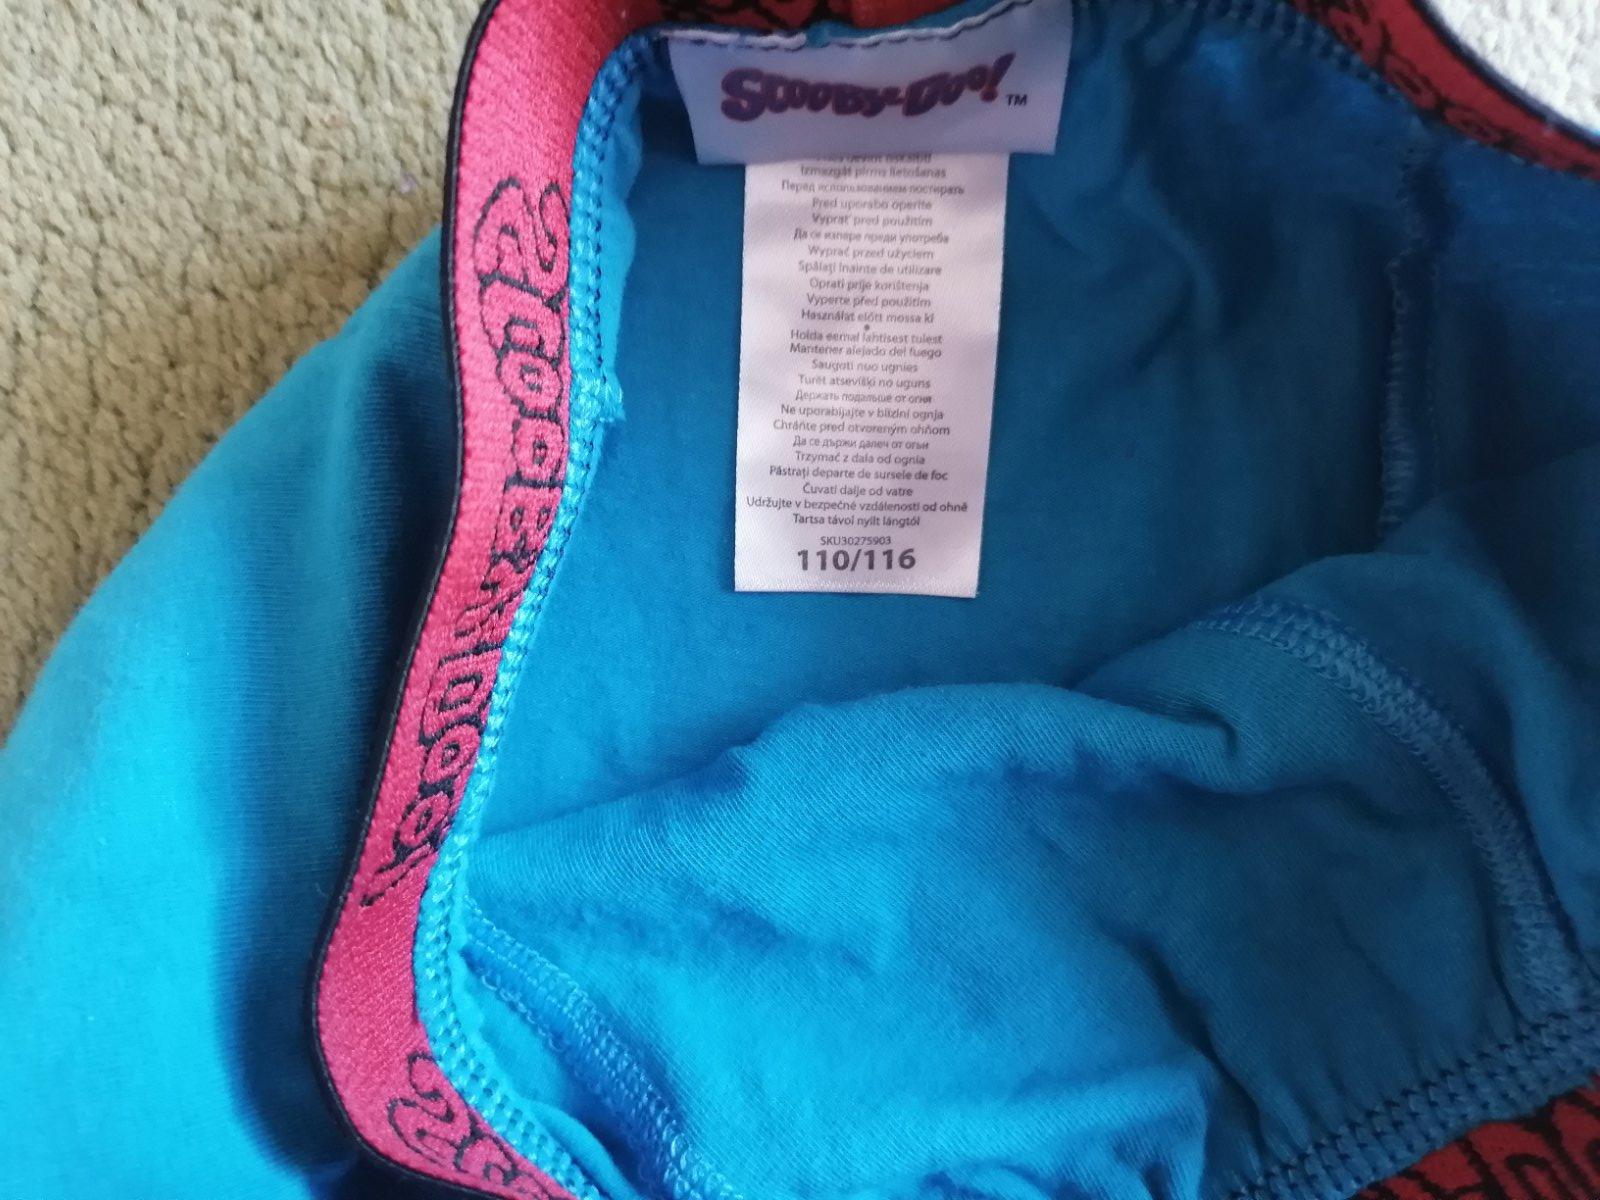 SCOOBY-DOO! TM
Izmazgāt pirms lietošanas
Перед использованием постирать
Pred uporabo operite
Vyprať pred použitím
Да се изпере преди употреба
Wyprać przed użyciem
Spălați înainte de utilizare
Oprati prije korištenja
Vyperte před použitím
Használat előtt mossa ki
•
Hoida eemal lahtisest tulest
Mantener alejado del fuego
Saugoti nuo ugnies
Turēt atsevišķi no uguns
Держать подальше от огня
Ne uporabljajte v bližini ognja
Chráňte pred otvoreným ohňom
Да се държи далеч от огън
Trzymać z dala od ognia
Păstrați departe de sursele de foc
Čuvati dalje od vatre
Udržujte v bezpečné vzdálenosti od ohně
Tartsa távol nyílt lángtól
SKU30275903
110/116